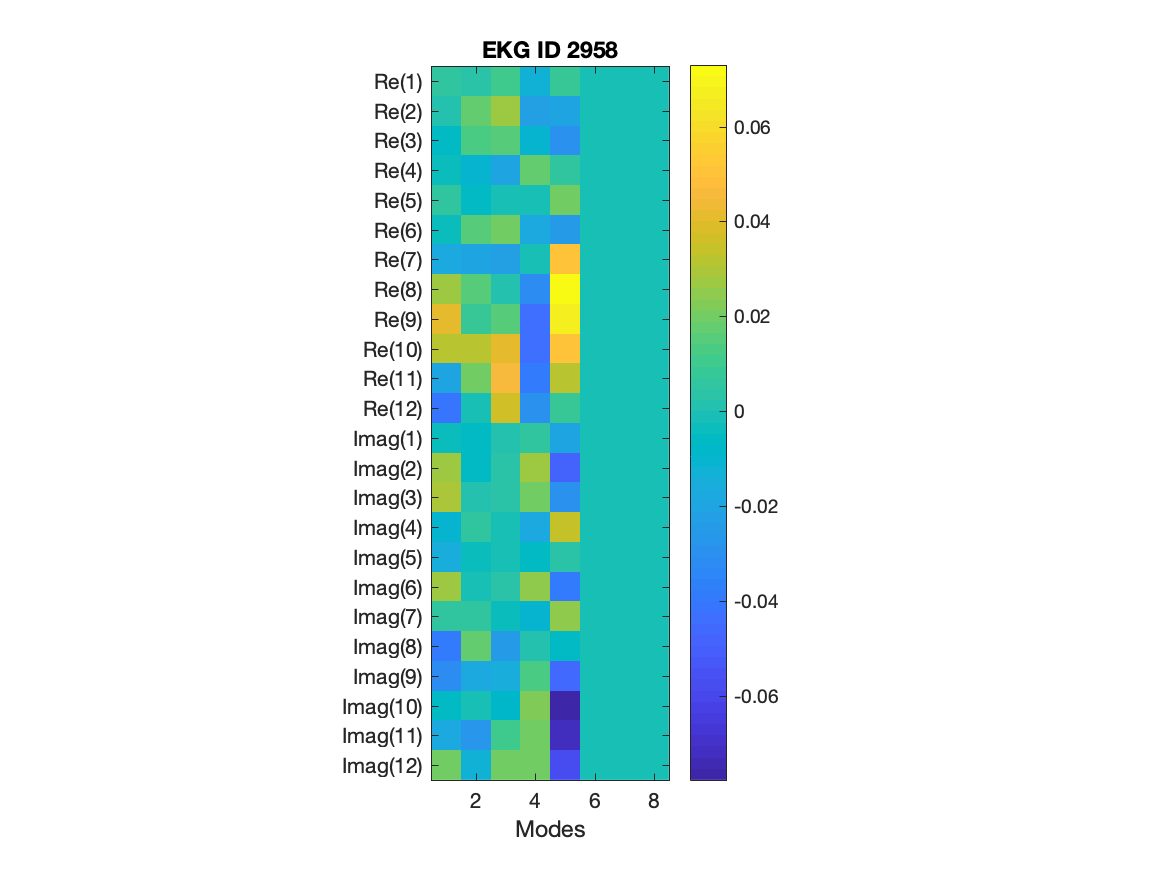 EKG ID 2958
Re(1)
Re(2)
Re(3)
Re(4)
Re(5)
Re(6)
Re(7)
Re(8)
Re(9)
Re(10)
Re(11)
Re(12)
Imag(1)
Imag(2)
Imag(3)
Imag(4)
Imag(5)
Imag(6)
Imag(7)
Imag(8)
Imag(9)
Imag(10)
Imag(11)
Imag(12)
2 4 6 8
Modes
0.06
0.04
0.02
0
-0.02
-0.04
-0.06